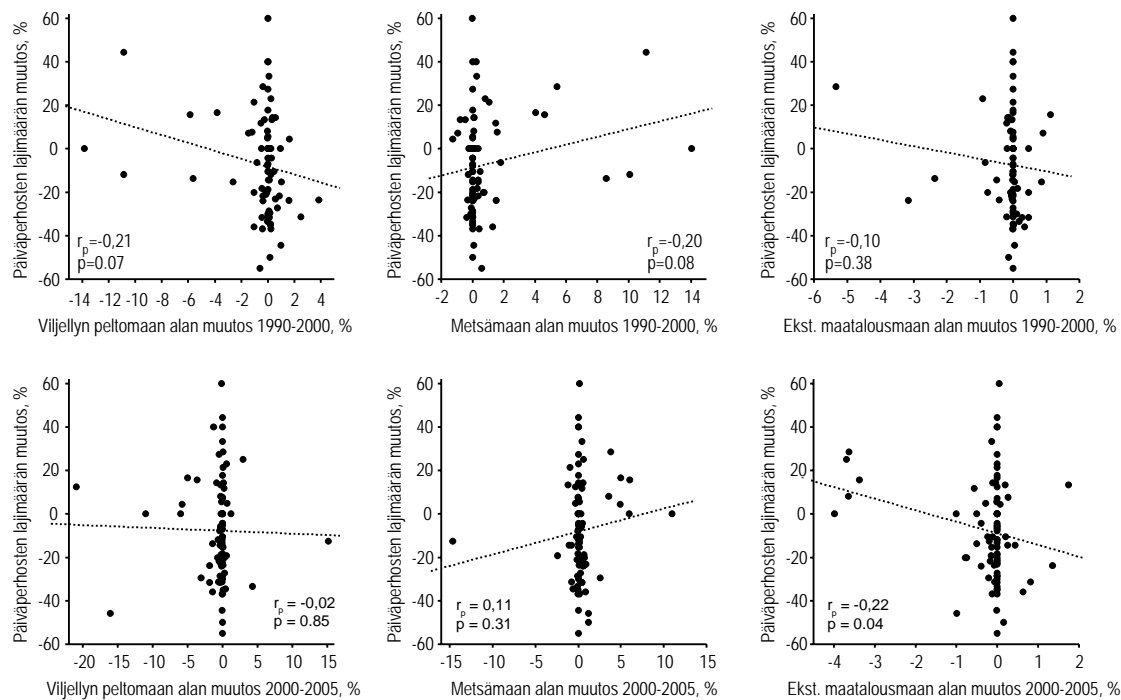 Päiväperhosten lajimäärän muutos, %
60
40
20
0
-20
-40
-60
r_p=-0,21
p=0.07
-14 -12 -10 -8 -6 -4 -2 0 2 4
Viljellyn peltomaan alan muutos 1990-2000, %
Päiväperhosten lajimäärän muutos, %
60
40
20
0
-20
-40
-60
r_p=-0,20
p=0.08
-2 0 2 4 6 8 10 12 14
Metsämaan alan muutos 1990-2000, %
Päiväperhosten lajimäärän muutos, %
60
40
20
0
-20
-40
-60
r_p=-0,10
p=0.38
-6 -5 -4 -3 -2 -1 0 1 2
Ekst. maatalousmaan alan muutos 1990-2000, %
Päiväperhosten lajimäärän muutos, %
60
40
20
0
-20
-40
-60
r_p = -0,02
p = 0.85
-20 -15 -10 -5 0 5 10 15
Viljellyn peltomaan alan muutos 2000-2005, %
Päiväperhosten lajimäärän muutos, %
60
40
20
0
-20
-40
-60
r_p = 0,11
p = 0.31
-15 -10 -5 0 5 10 15
Metsämaan alan muutos 2000-2005, %
Päiväperhosten lajimäärän muutos, %
60
40
20
0
-20
-40
-60
r_p = -0,22
p = 0.04
-4 -3 -2 -1 0 1 2
Ekst. maatalousmaan alan muutos 2000-2005, %